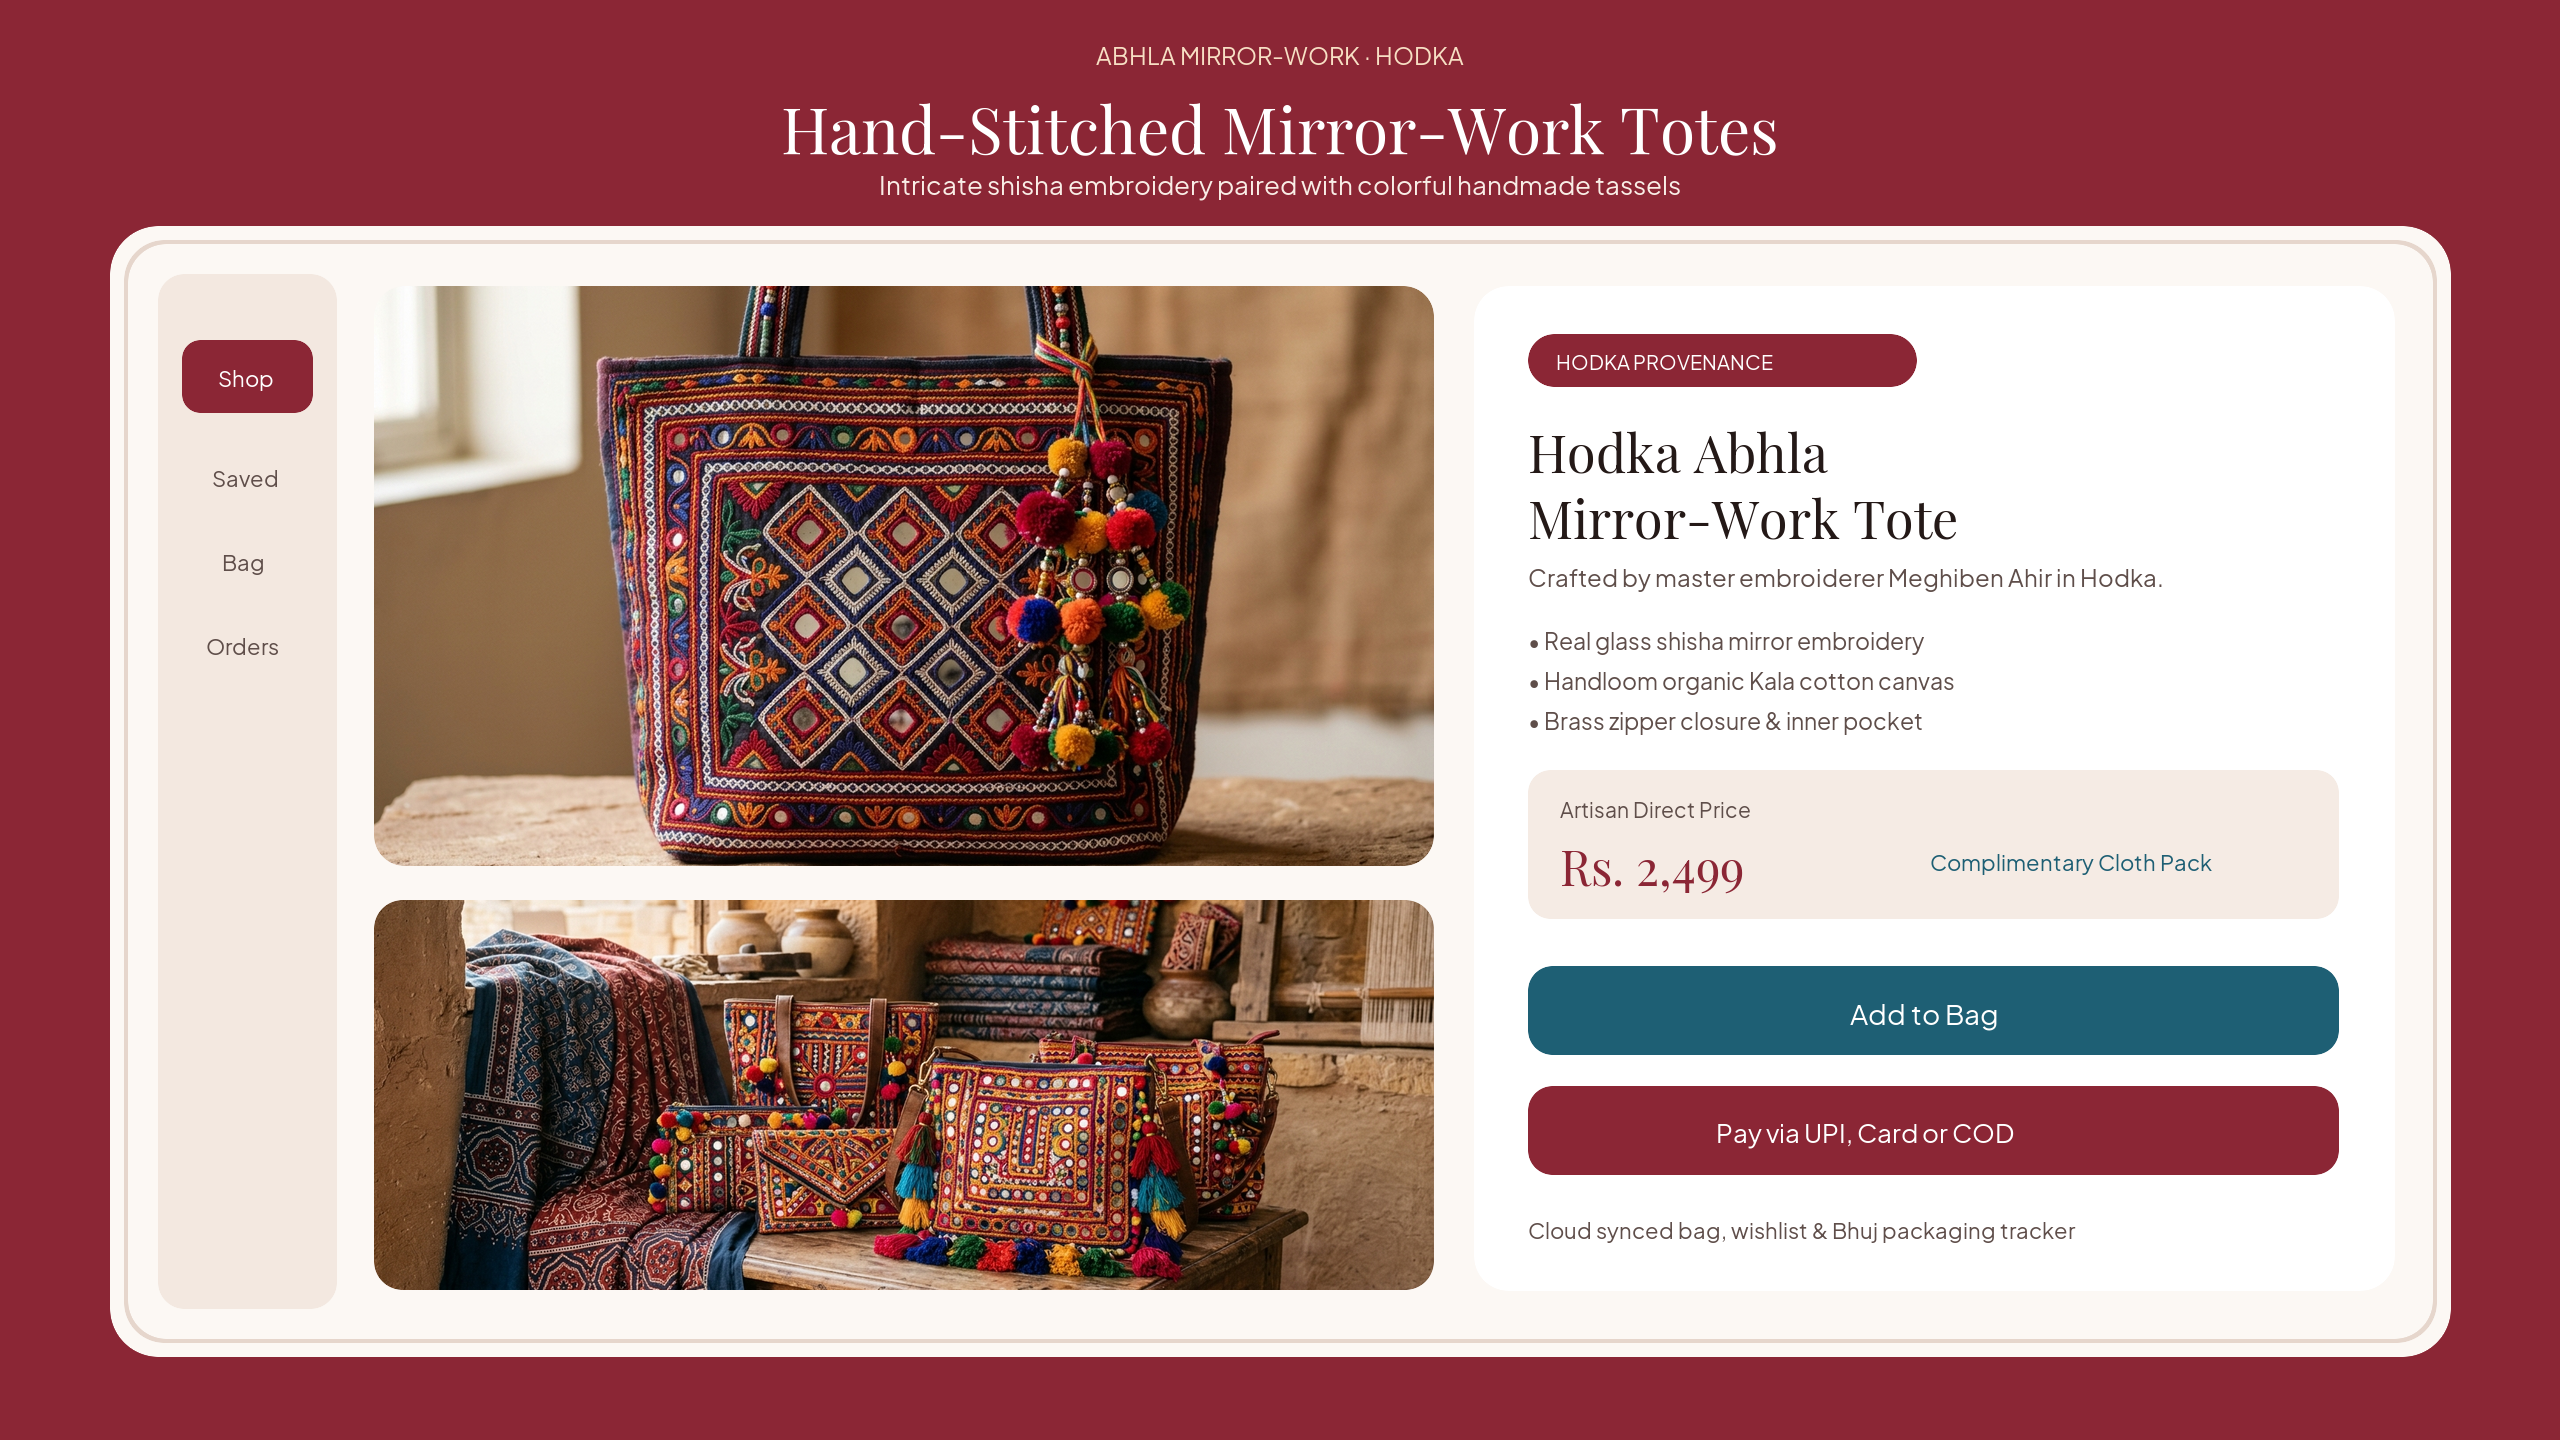 ABHLA MIRROR-WORK · HODKA
Hand-Stitched Mirror-Work Totes
Intricate shisha embroidery paired with colorful handmade tassels
Shop
Saved
Bag
Orders
HODKA PROVENANCE
Hodka Abhla
Mirror-Work Tote
Crafted by master embroiderer Meghiben Ahir in Hodka.
• Real glass shisha mirror embroidery
• Handloom organic Kala cotton canvas
• Brass zipper closure & inner pocket
Artisan Direct Price
Rs. 2,499
Complimentary Cloth Pack
Add to Bag
Pay via UPI, Card or COD
Cloud synced bag, wishlist & Bhuj packaging tracker